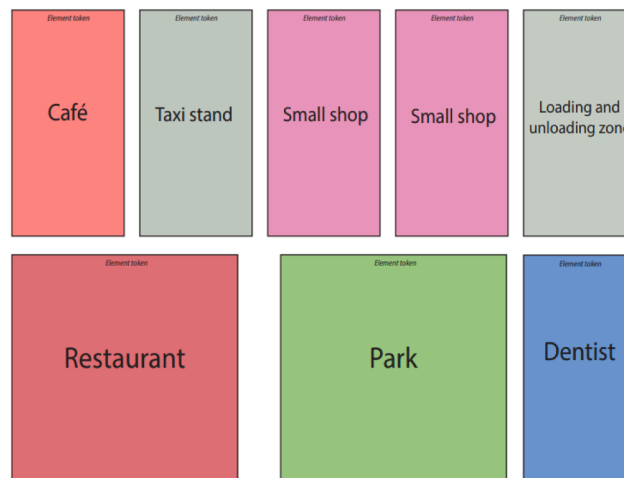 Element token
Element token
Element token
Element token
Element token
Café
Taxi stand
Small shop
Small shop
Loading and
unloading zone
Element token
Element token
Element token
Restaurant
Park
Dentist